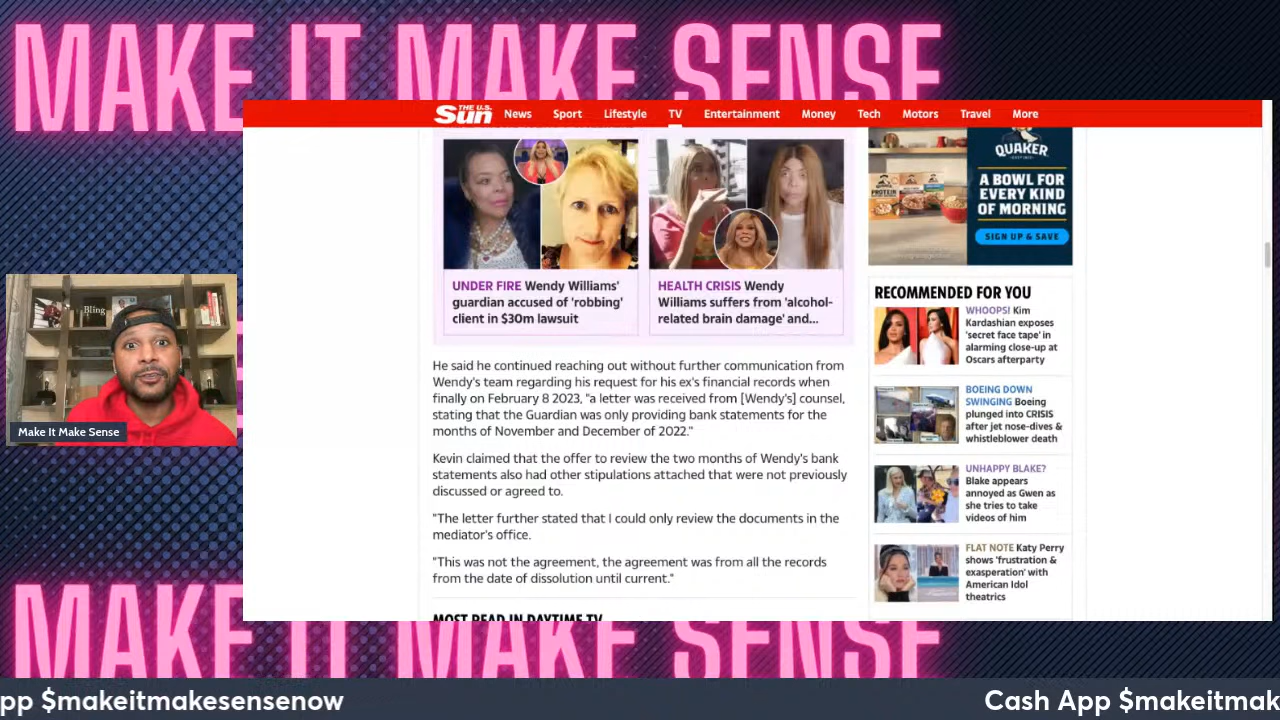 MAKE IT MAKE SENSE
THE U.S. Sun
News Sport Lifestyle TV Entertainment Money Tech Motors Travel More
UNDER FIRE Wendy Williams'
guardian accused of 'robbing'
client in $30m lawsuit
HEALTH CRISIS Wendy
Williams suffers from 'alcohol-
related brain damage' and...
He said he continued reaching out without further communication from
Wendy's team regarding his request for his ex's financial records when
finally on February 8 2023, "a letter was received from [Wendy's] counsel,
stating that the Guardian was only providing bank statements for the
months of November and December of 2022."
Kevin claimed that the offer to review the two months of Wendy's bank
statements also had other stipulations attached that were not previously
discussed or agreed to.
"The letter further stated that I could only review the documents in the
mediator's office.
"This was not the agreement, the agreement was from all the records
from the date of dissolution until current."
MOST READ IN DAYTIME TV
QUAKER
A BOWL FOR
EVERY KIND
OF MORNING
SIGN UP & SAVE
RECOMMENDED FOR YOU
WHOOPS! Kim
Kardashian exposes
'secret face tape' in
alarming close-up at
Oscars afterparty
BOEING DOWN
SWINGING Boeing
plunged into CRISIS
after jet nose-dives &
whistleblower death
UNHAPPY BLAKE?
Blake appears
annoyed as Gwen as
she tries to take
videos of him
FLAT NOTE Katy Perry
shows 'frustration &
exasperation' with
American Idol
theatrics
Bling
Make It Make Sense
MAKE IT MAKE SENSE
pp $makeitmakesensenow
Cash App $makeitmak